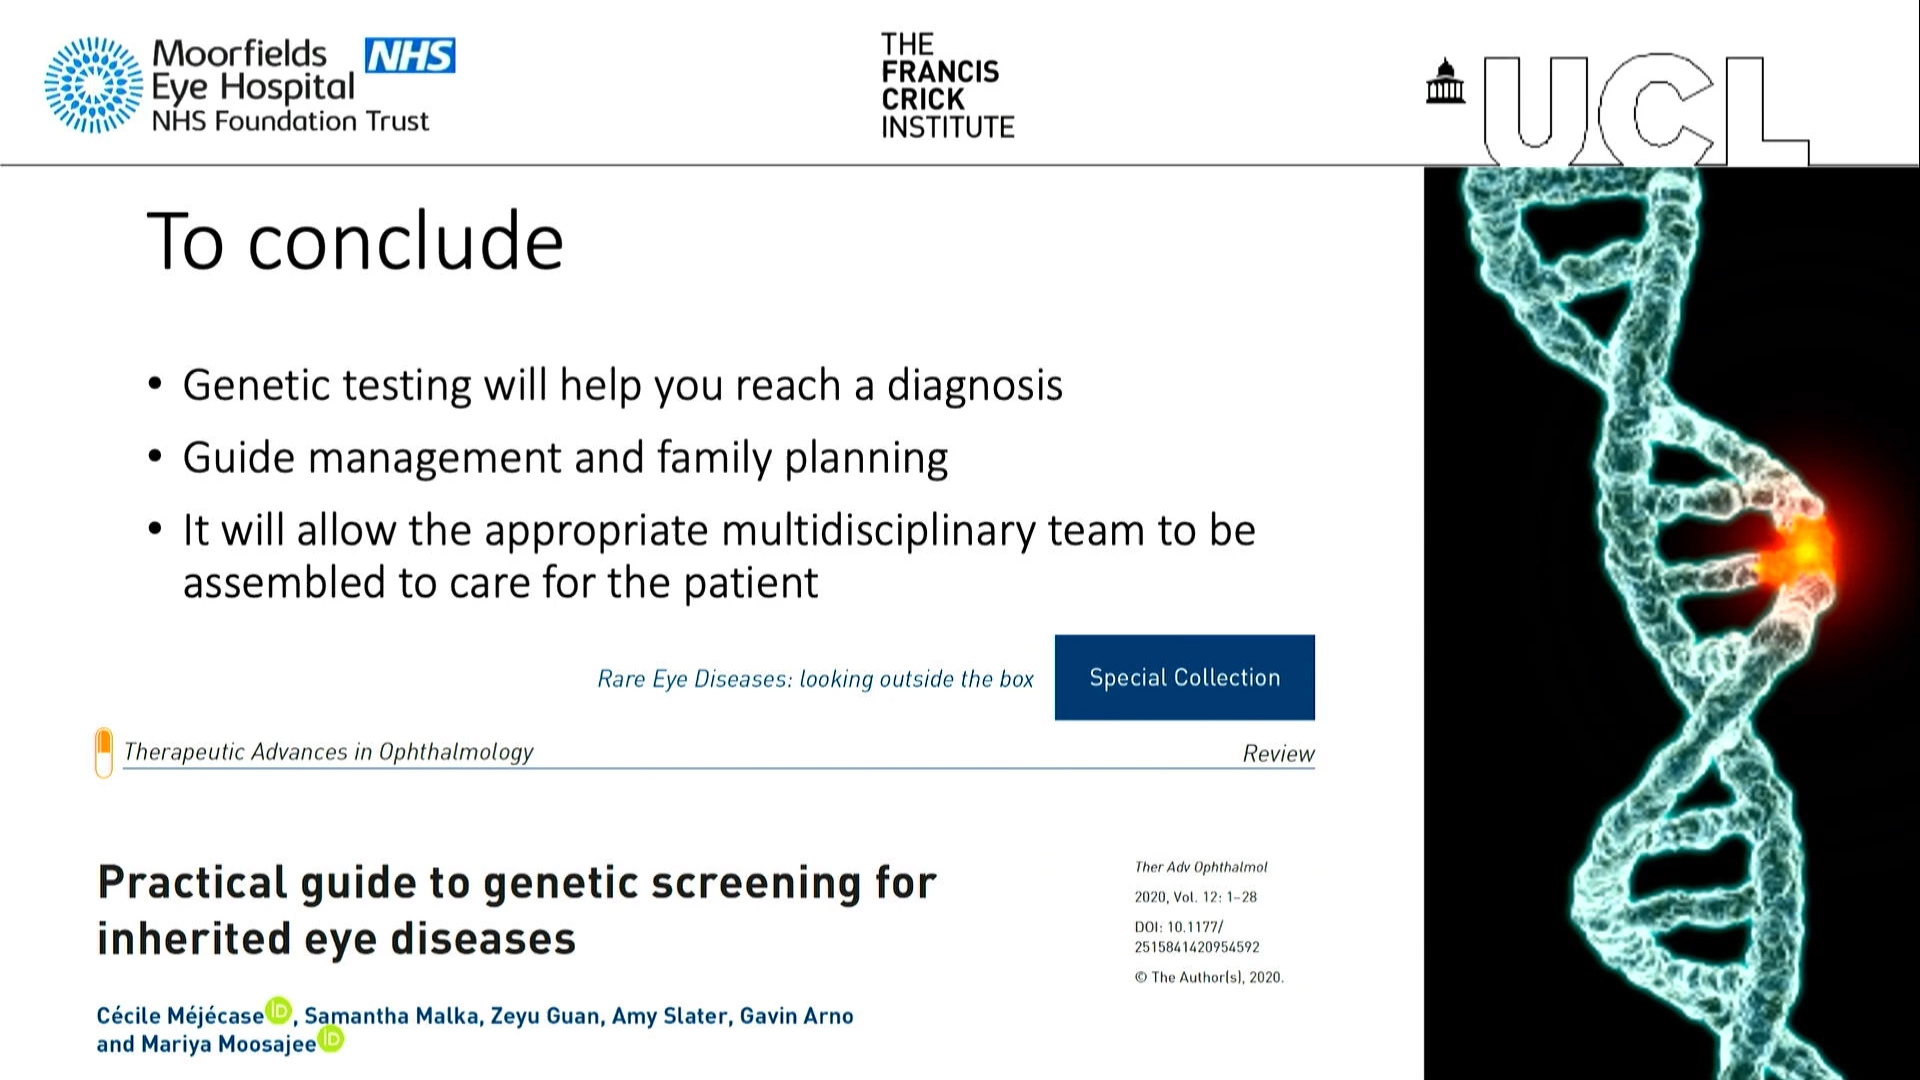 Moorfields
Eye Hospital
NHS Foundation Trust
NHS
THE
FRANCIS
CRICK
INSTITUTE
UCL
To conclude
• Genetic testing will help you reach a diagnosis
• Guide management and family planning
• It will allow the appropriate multidisciplinary team to be
assembled to care for the patient
Rare Eye Diseases: looking outside the box
Special Collection
Therapeutic Advances in Ophthalmology
Review
Practical guide to genetic screening for
inherited eye diseases
Ther Adv Ophthalmol
2020, Vol. 12: 1–28
DOI: 10.1177/
2515841420954592
© The Author(s), 2020.
Cécile Méjécase iD, Samantha Malka, Zeyu Guan, Amy Slater, Gavin Arno
and Mariya Moosajee iD